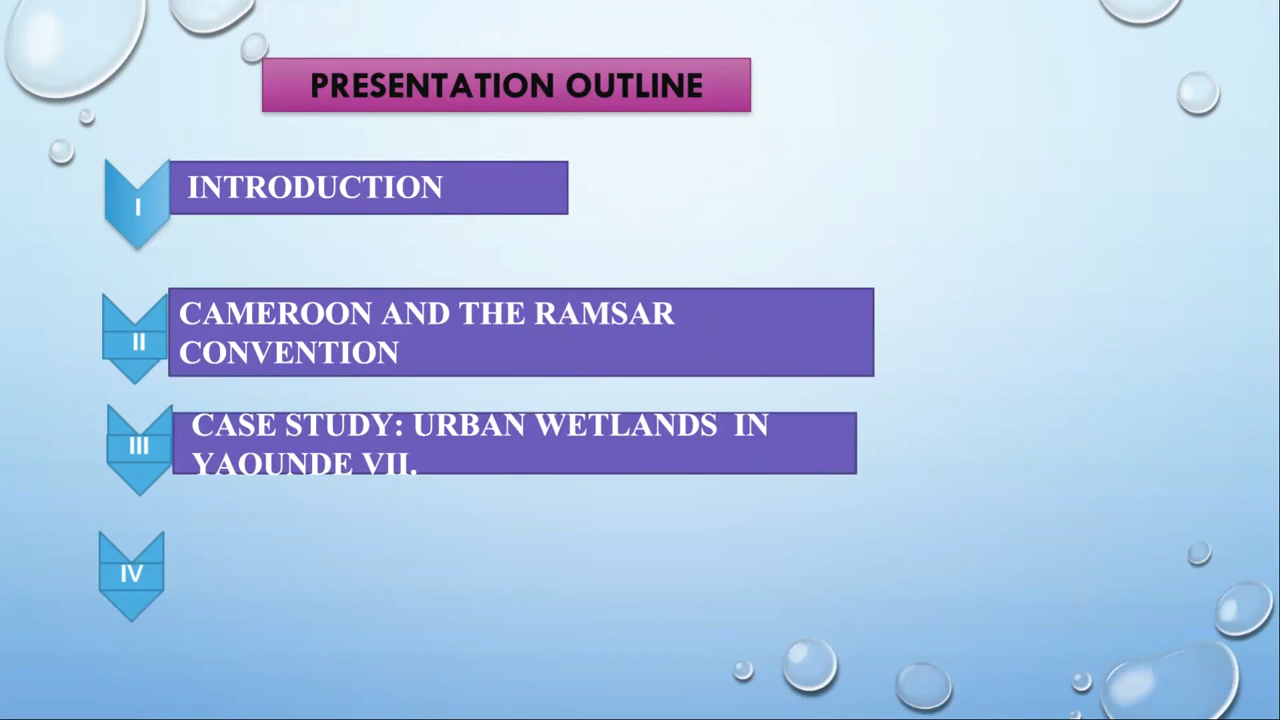 PRESENTATION OUTLINE
I
INTRODUCTION
II
CAMEROON AND THE RAMSAR
CONVENTION
III
CASE STUDY: URBAN WETLANDS IN
YAOUNDE VII.
IV